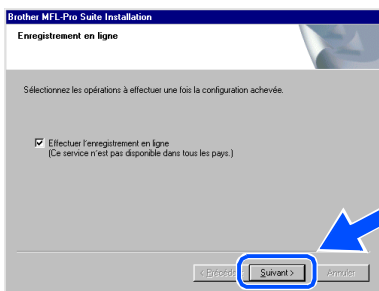 Brother MFL-Pro Suite Installation
Enregistrement en ligne
Sélectionnez les opérations à effectuer une fois la configuration achevée.
Effectuer l'enregistrement en ligne
(Ce service n'est pas disponible dans tous les pays.)
< Précéde Suivant > Annuler